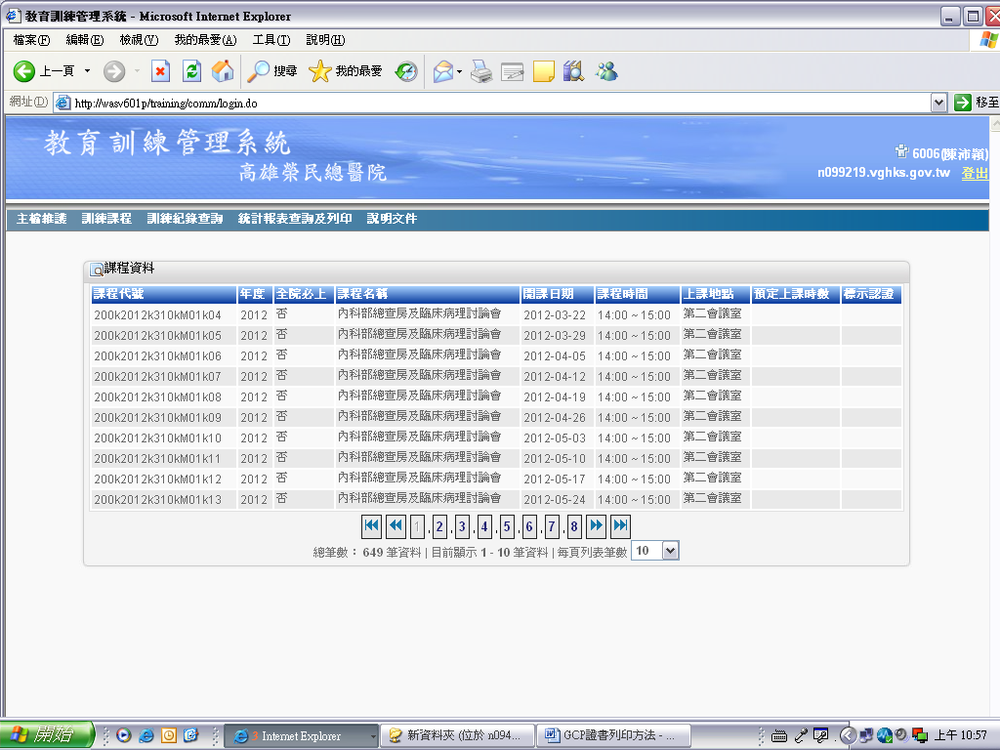 教育訓練管理系統 - Microsoft Internet Explorer
檔案(F) 編輯(E) 檢視(V) 我的最愛(A) 工具(T) 說明(H)
上一頁 搜尋 我的最愛
網址(D) http://wasv601p/training/comm/login.do 移至
教育訓練管理系統
高雄榮民總醫院
6006(陳沛穎)
n099219.vghks.gov.tw 登出
主檔維護 訓練課程 訓練紀錄查詢 統計報表查詢及列印 說明文件
課程資料
課程代號 年度 全院必上 課程名稱 開課日期 課程時間 上課地點 預定上課時數 標示認證
200k2012k310kM01k04 2012 否 內科部總查房及臨床病理討論會 2012-03-22 14:00 ~ 15:00 第二會議室
200k2012k310kM01k05 2012 否 內科部總查房及臨床病理討論會 2012-03-29 14:00 ~ 15:00 第二會議室
200k2012k310kM01k06 2012 否 內科部總查房及臨床病理討論會 2012-04-05 14:00 ~ 15:00 第二會議室
200k2012k310kM01k07 2012 否 內科部總查房及臨床病理討論會 2012-04-12 14:00 ~ 15:00 第二會議室
200k2012k310kM01k08 2012 否 內科部總查房及臨床病理討論會 2012-04-19 14:00 ~ 15:00 第二會議室
200k2012k310kM01k09 2012 否 內科部總查房及臨床病理討論會 2012-04-26 14:00 ~ 15:00 第二會議室
200k2012k310kM01k10 2012 否 內科部總查房及臨床病理討論會 2012-05-03 14:00 ~ 15:00 第二會議室
200k2012k310kM01k11 2012 否 內科部總查房及臨床病理討論會 2012-05-10 14:00 ~ 15:00 第二會議室
200k2012k310kM01k12 2012 否 內科部總查房及臨床病理討論會 2012-05-17 14:00 ~ 15:00 第二會議室
200k2012k310kM01k13 2012 否 內科部總查房及臨床病理討論會 2012-05-24 14:00 ~ 15:00 第二會議室
1 , 2 , 3 , 4 , 5 , 6 , 7 , 8
總筆數： 649 筆資料 | 目前顯示 1 - 10 筆資料 | 每頁列表筆數 10
開始 3 Internet Explorer 新資料夾 (位於 n094... GCP證書列印方法 - ... 上午 10:57